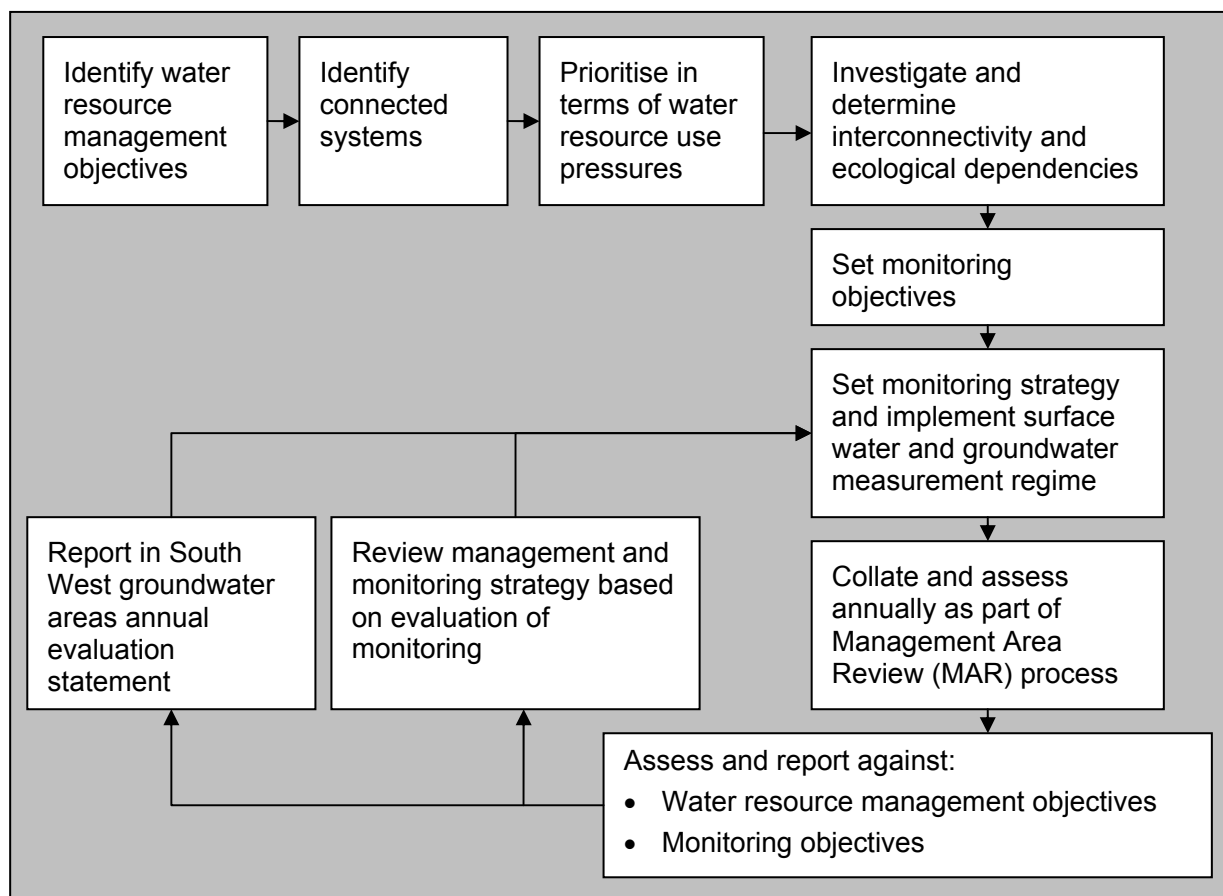 Identify water
resource
management
objectives
Identify
connected
systems
Prioritise in
terms of water
resource use
pressures
Investigate and
determine
interconnectivity and
ecological dependencies
Set monitoring
objectives
Set monitoring strategy
and implement surface
water and groundwater
measurement regime
Collate and assess
annually as part of
Management Area
Review (MAR) process
Assess and report against:
• Water resource management objectives
• Monitoring objectives
Review management and
monitoring strategy based
on evaluation of
monitoring
Report in South
West groundwater
areas annual
evaluation
statement